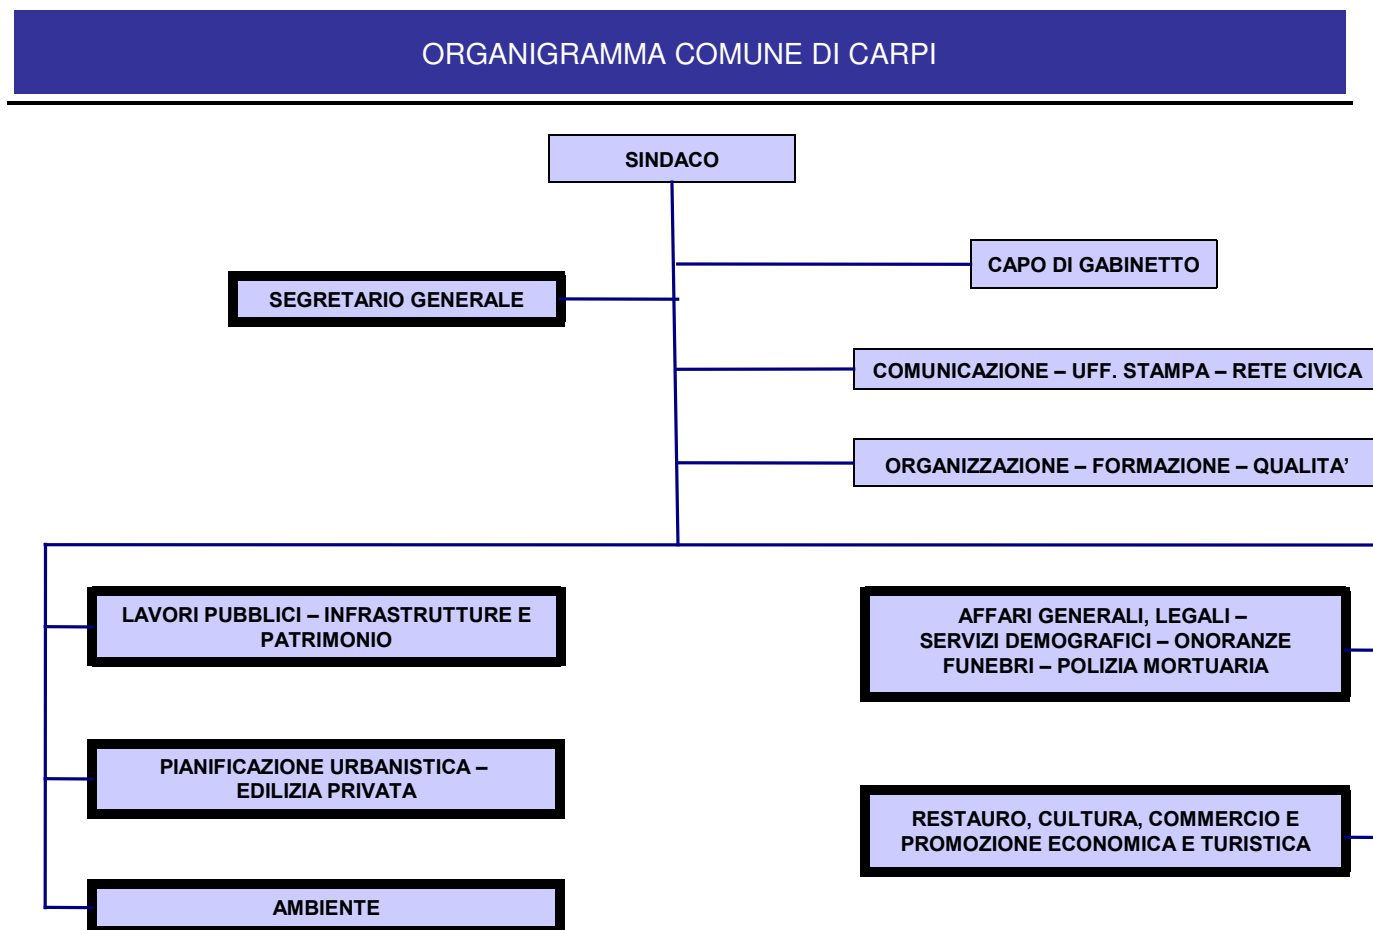 ORGANIGRAMMA COMUNE DI CARPI
SINDACO
CAPO DI GABINETTO
SEGRETARIO GENERALE
COMUNICAZIONE – UFF. STAMPA – RETE CIVICA
ORGANIZZAZIONE – FORMAZIONE – QUALITA’
LAVORI PUBBLICI – INFRASTRUTTURE E
PATRIMONIO
AFFARI GENERALI, LEGALI –
SERVIZI DEMOGRAFICI – ONORANZE
FUNEBRI – POLIZIA MORTUARIA
PIANIFICAZIONE URBANISTICA –
EDILIZIA PRIVATA
RESTAURO, CULTURA, COMMERCIO E
PROMOZIONE ECONOMICA E TURISTICA
AMBIENTE